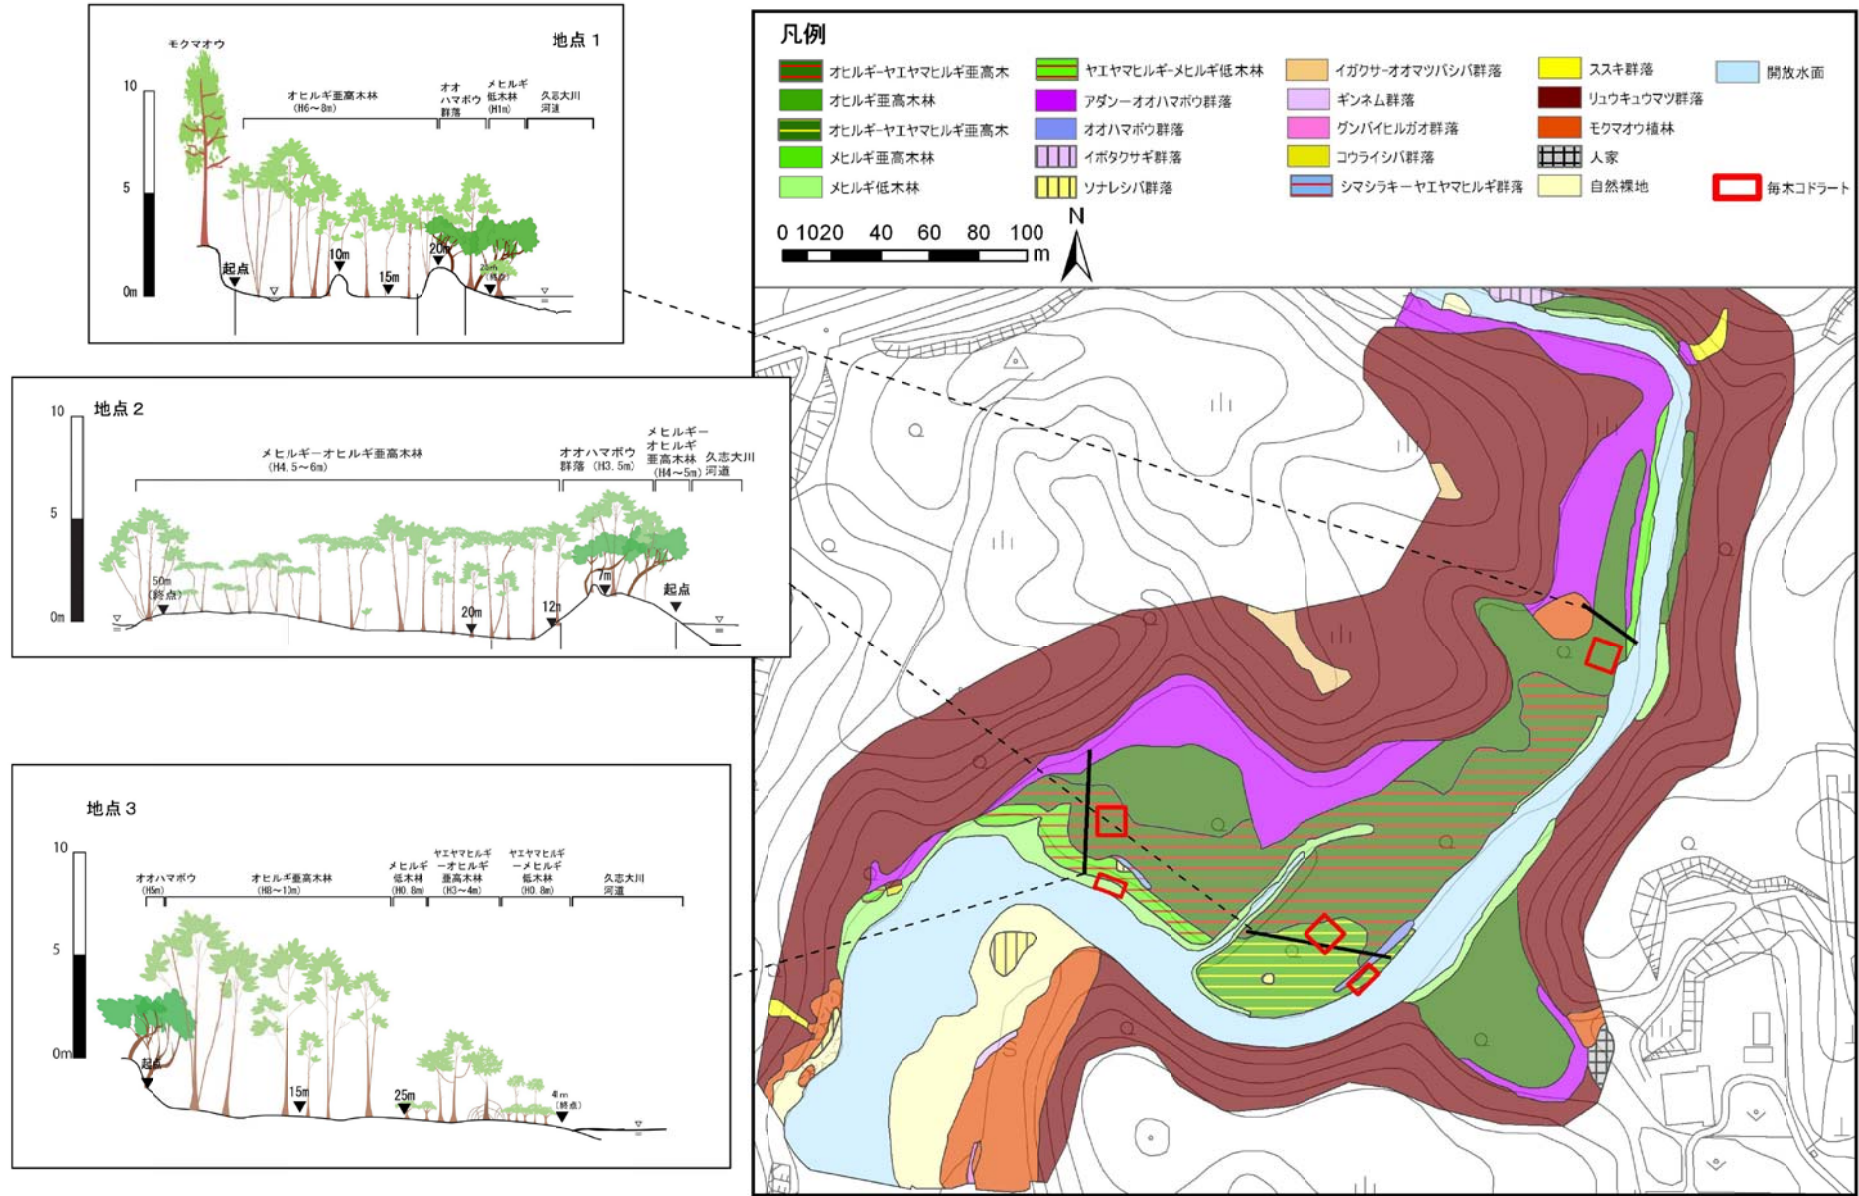 地点1
モクマオウ
10
5
0m
オヒルギ亜高木林
(H6～8m)
オオ
ハマボウ
群落
メヒルギ
低木林
(H1m)
久志大川
河道
起点
10m
15m
20m
(終点)
地点2
10
5
0m
メヒルギーオヒルギ亜高木林
(H4.5～6m)
オオハマボウ
群落 (H3.5m)
メヒルギー
オヒルギ
亜高木林
(H4～5m)
久志大川
河道
50m
(終点)
20m
12m
7m
起点
地点3
10
5
0m
オオハマボウ
(H5m)
オヒルギ亜高木林
(H8～10m)
メヒルギ
低木林
(H0.8m)
ヤエヤマヒルギ
ーオヒルギ
亜高木林
(H3～4m)
ヤエヤマヒルギ
ーメヒルギ
低木林
(H0.8m)
久志大川
河道
起点
15m
25m
41m
(終点)
凡例
オヒルギーヤエヤマヒルギ亜高木
オヒルギ亜高木林
オヒルギーヤエヤマヒルギ亜高木
メヒルギ亜高木林
メヒルギ低木林
ヤエヤマヒルギーメヒルギ低木林
アダンーオオハマボウ群落
オオハマボウ群落
イボタクサギ群落
ソナレシバ群落
イガクサーオオマツバシバ群落
ギンネム群落
グンバイヒルガオ群落
コウライシバ群落
シマシラキーヤエヤマヒルギ群落
ススキ群落
リュウキュウマツ群落
モクマオウ植林
人家
自然裸地
開放水面
毎木コドラート
0 1020 40 60 80 100
m
N